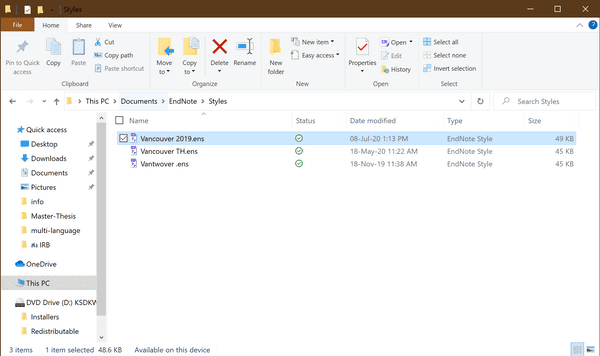 Styles
File Home Share View
Pin to Quick access
Copy
Paste
Cut
Copy path
Paste shortcut
Clipboard
Move to
Copy to
Delete
Rename
Organize
New folder
New item
Easy access
New
Properties
Open
Edit
History
Open
Select all
Select none
Invert selection
Select
This PC > Documents > EndNote > Styles
Search Styles
Name Status Date modified Type Size
Vancouver 2019.ens 08-Jul-20 1:13 PM EndNote Style 49 KB
Vancouver TH.ens 18-May-20 11:22 AM EndNote Style 45 KB
Vantwover .ens 18-Nov-19 11:38 AM EndNote Style 45 KB
Quick access
Desktop
Downloads
Documents
Pictures
info
Master-Thesis
multi-language
ส่ง IRB
OneDrive
This PC
DVD Drive (D:) KSDKW
Installers
Redistributable
3 items 1 item selected 48.6 KB Available on this device